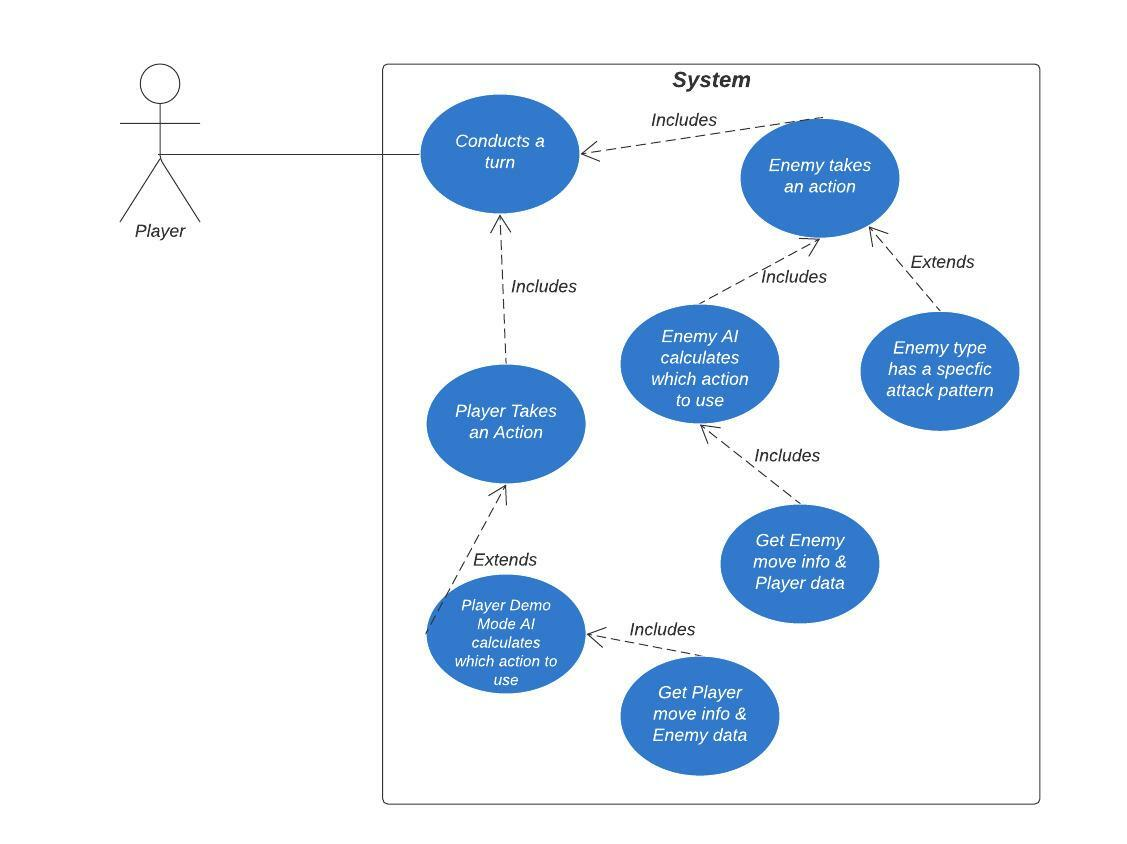 System
Includes
Conducts a
turn
Enemy takes
an action
Player
Includes
Includes
Extends
Enemy AI
calculates
which action
to use
Enemy type
has a specfic
attack pattern
Player Takes
an Action
Includes
Get Enemy
move info &
Player data
Extends
Player Demo
Mode AI
calculates
which action to
use
Includes
Get Player
move info &
Enemy data